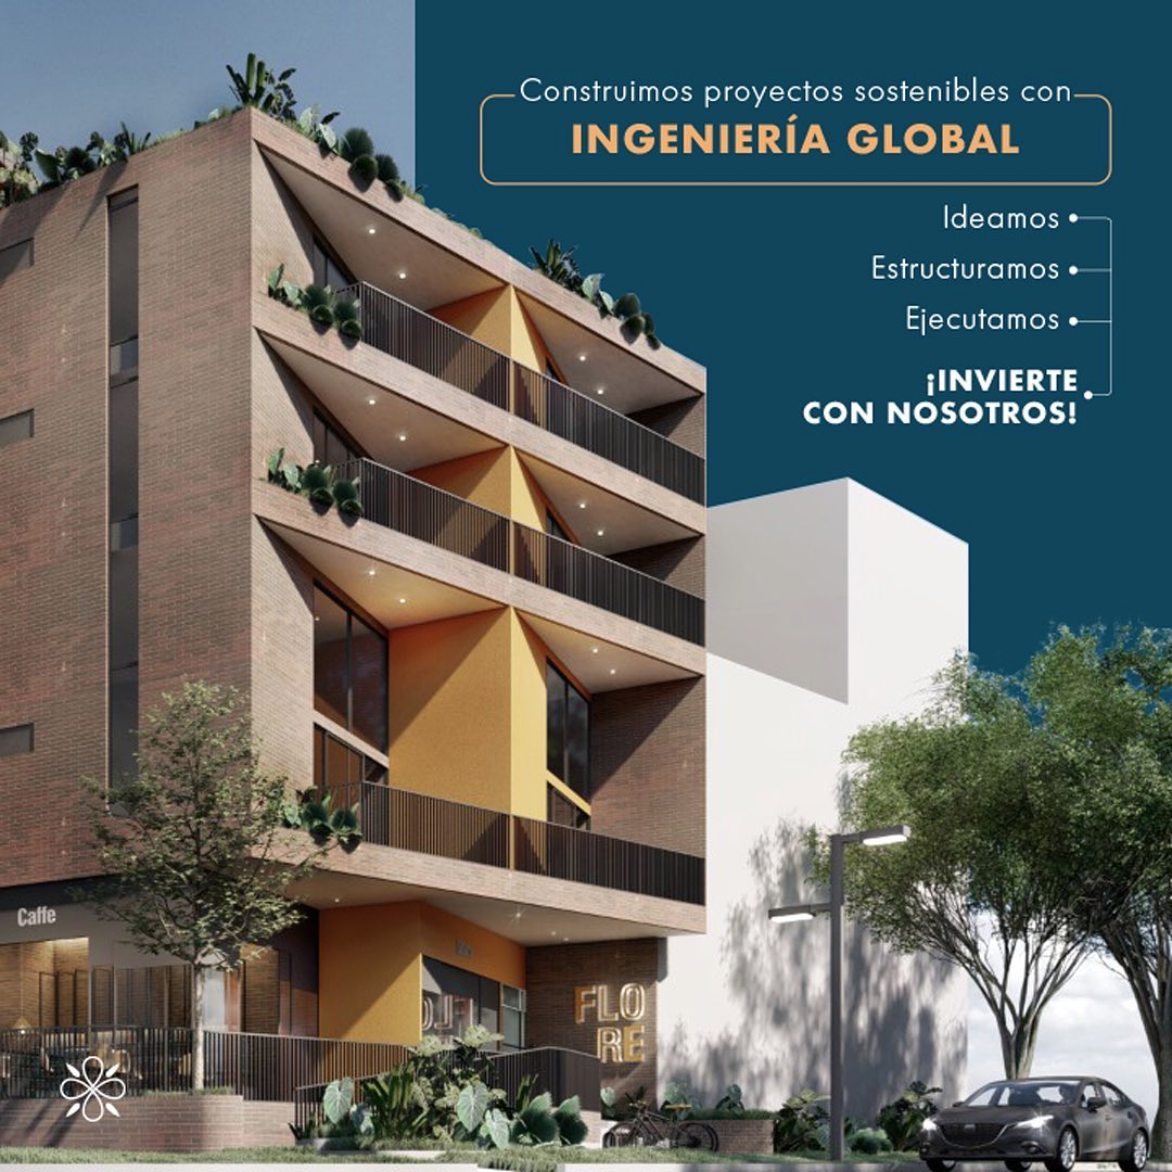 Construimos proyectos sostenibles con
INGENIERÍA GLOBAL
Ideamos
Estructuramos
Ejecutamos
¡INVIERTE
CON NOSOTROS!
Caffe
FLO
RE